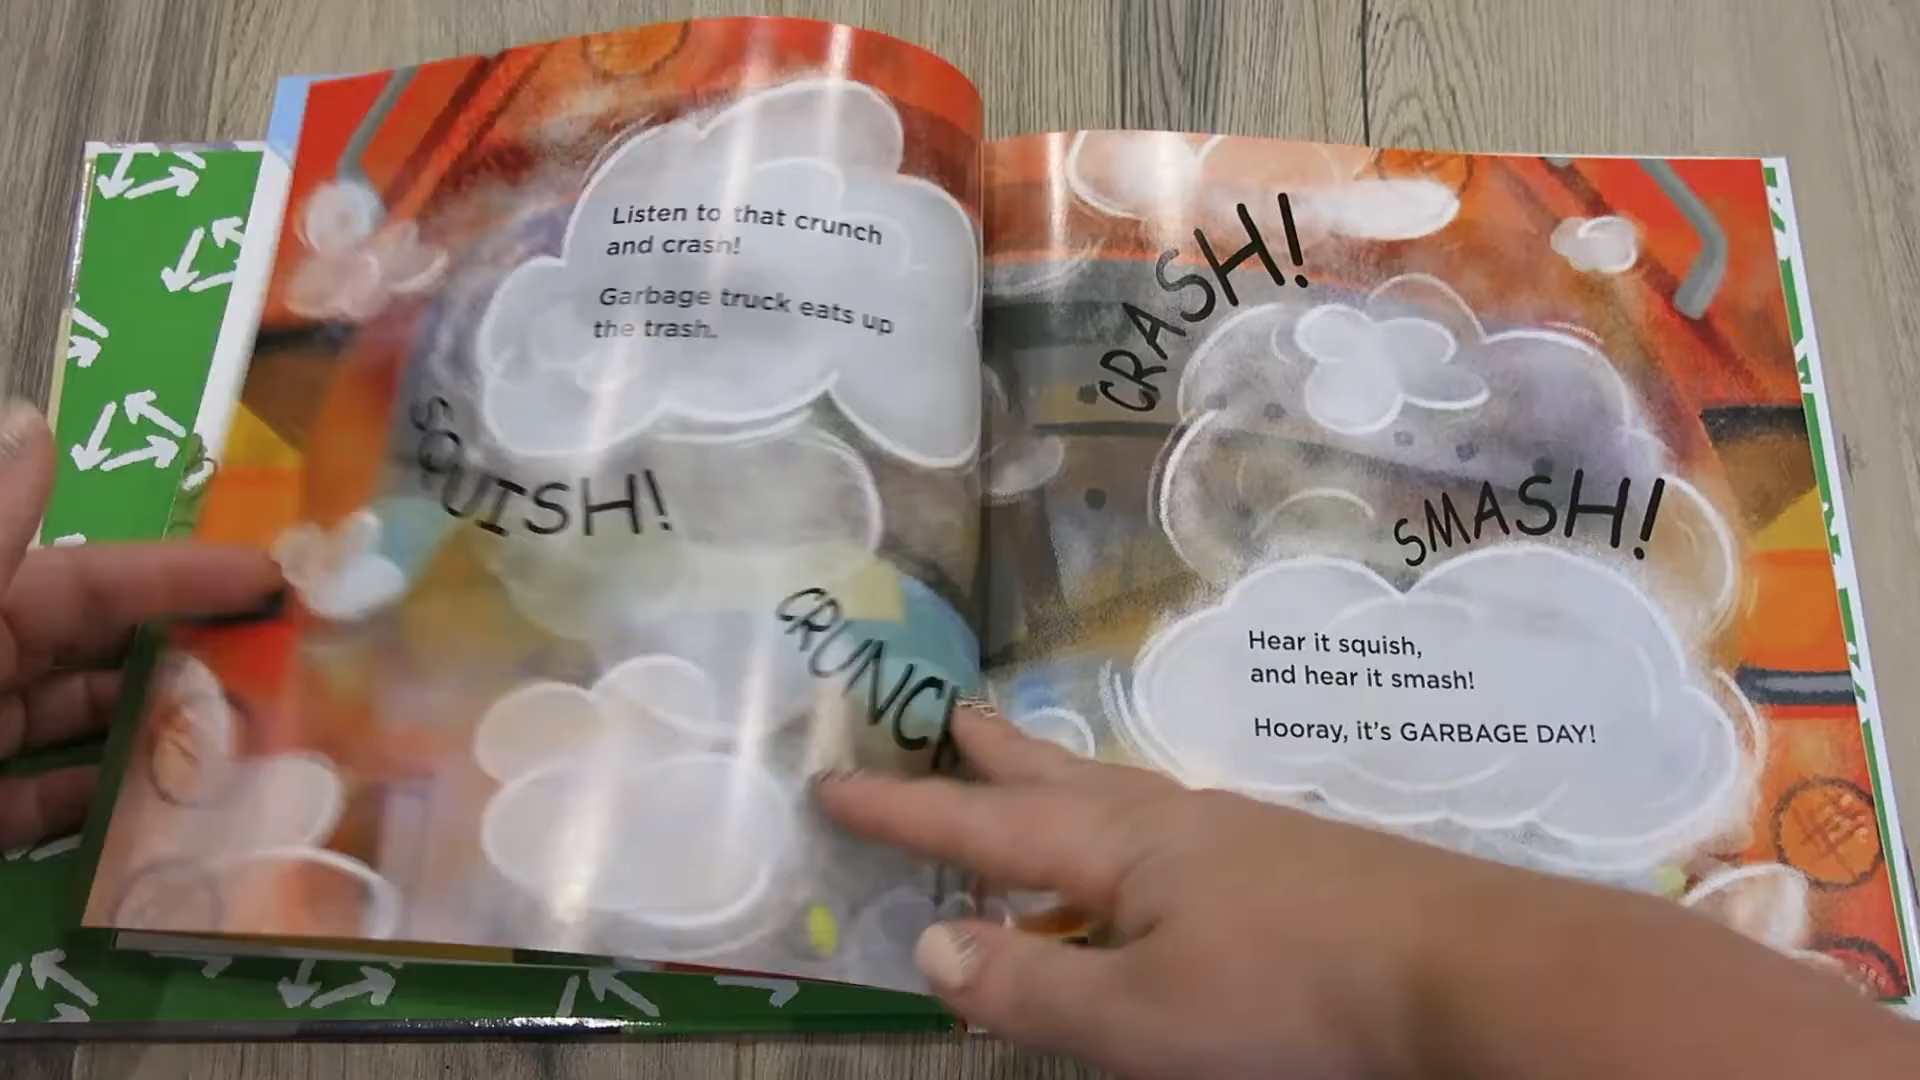 Listen to that crunch
and crash!
Garbage truck eats up
the trash.
SQUISH!
CRUNCH
CRASH!
SMASH!
Hear it squish,
and hear it smash!
Hooray, it's GARBAGE DAY!